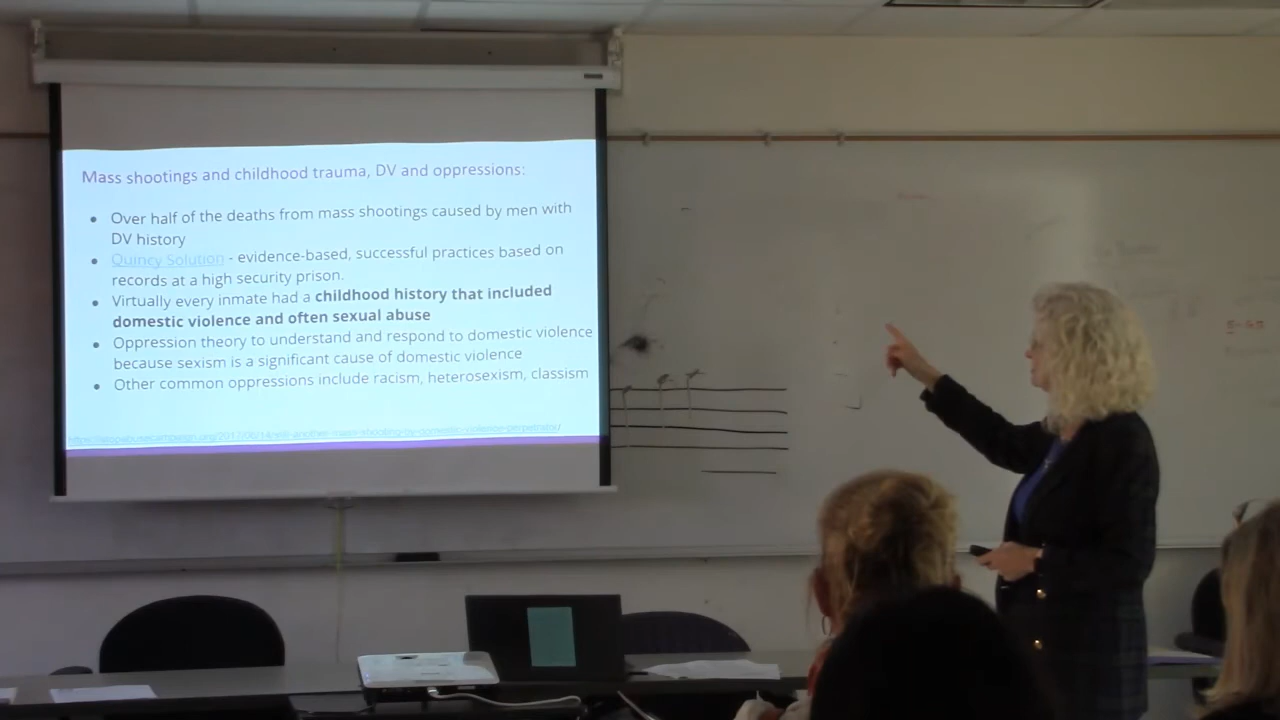 Mass shootings and childhood trauma, DV and oppressions:
● Over half of the deaths from mass shootings caused by men with
DV history
● Quincy Solution - evidence-based, successful practices based on
records at a high security prison.
● Virtually every inmate had a childhood history that included
domestic violence and often sexual abuse
● Oppression theory to understand and respond to domestic violence
because sexism is a significant cause of domestic violence
● Other common oppressions include racism, heterosexism, classism